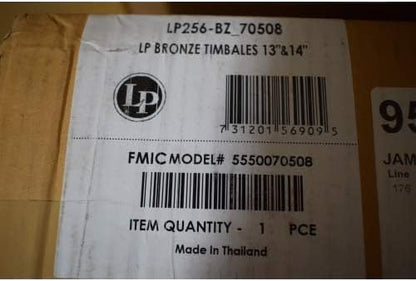 LP256-BZ_70508
LP BRONZE TIMBALES 13"&14"
LP
7 31201 56909 5
FMIC MODEL# 5550070508
ITEM QUANTITY - 1 PCE
Made in Thailand
95
JAM
Line
176